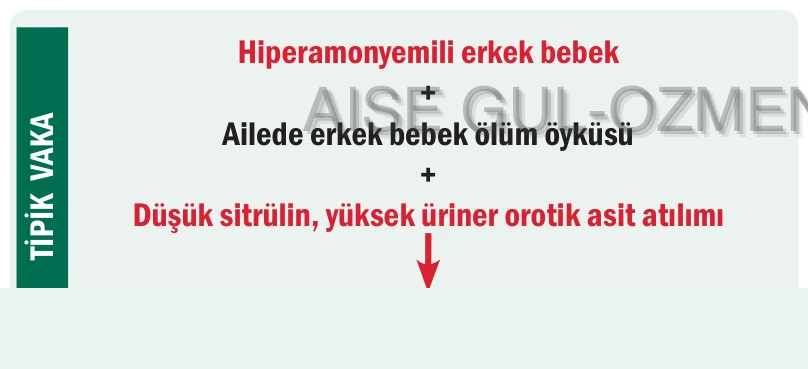 TİPİK VAKA
Hiperamonyemili erkek bebek
+
AISE GUL-OZMEN
Ailede erkek bebek ölüm öyküsü
+
Düşük sitrülin, yüksek üriner orotik asit atılımı